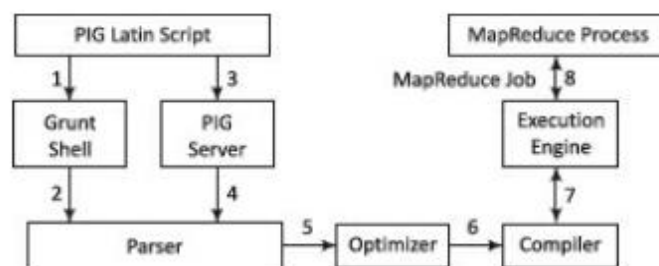 PIG Latin Script
MapReduce Process
1
3
MapReduce Job
8
Grunt
Shell
PIG
Server
Execution
Engine
2
4
7
5
6
Parser
Optimizer
Compiler